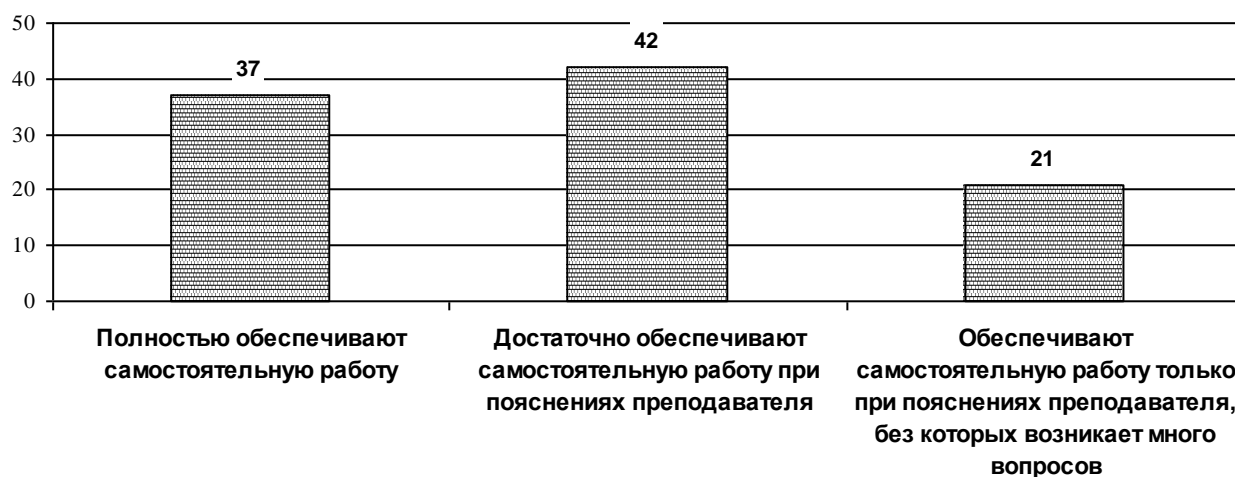 50
42
37
40
30
21
20
10
0
Полностью обеспечивают
самостоятельную работу
Достаточно обеспечивают
самостоятельную работу при
пояснениях преподавателя
Обеспечивают
самостоятельную работу только
при пояснениях преподавателя,
без которых возникает много
вопросов